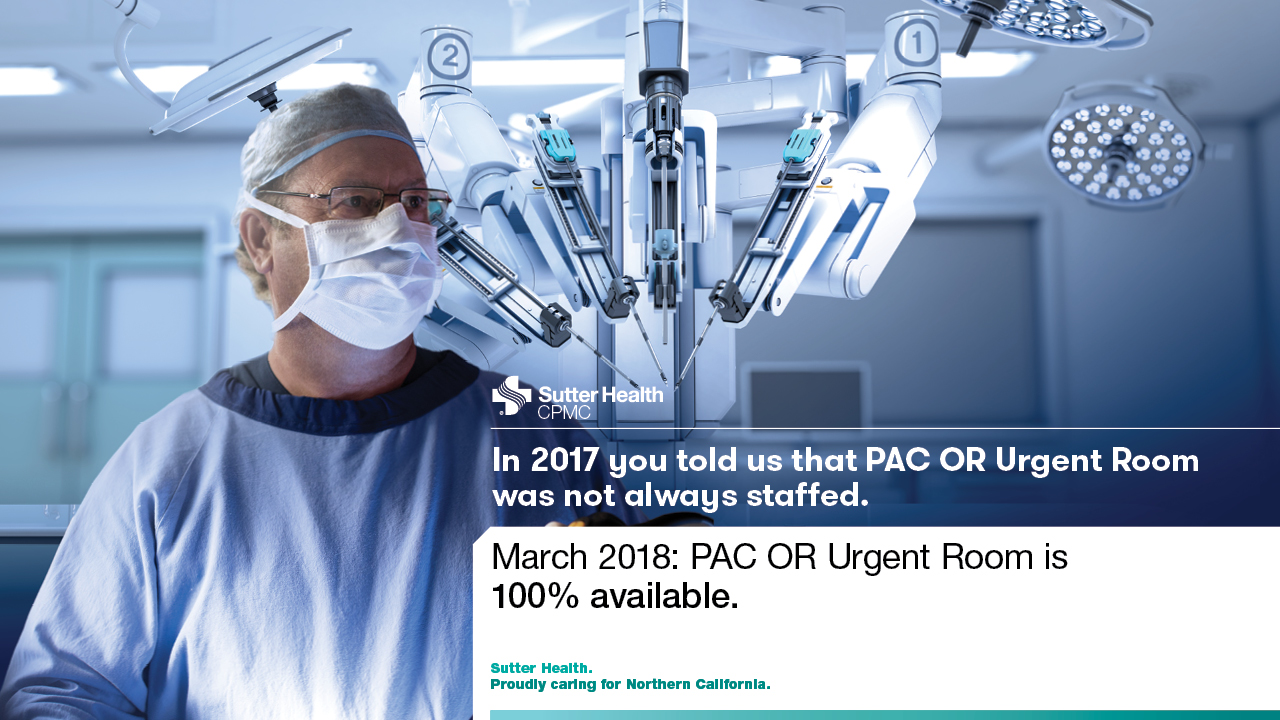 2
1
Sutter Health
CPMC
In 2017 you told us that PAC OR Urgent Room
was not always staffed.
March 2018: PAC OR Urgent Room is
100% available.
Sutter Health.
Proudly caring for Northern California.